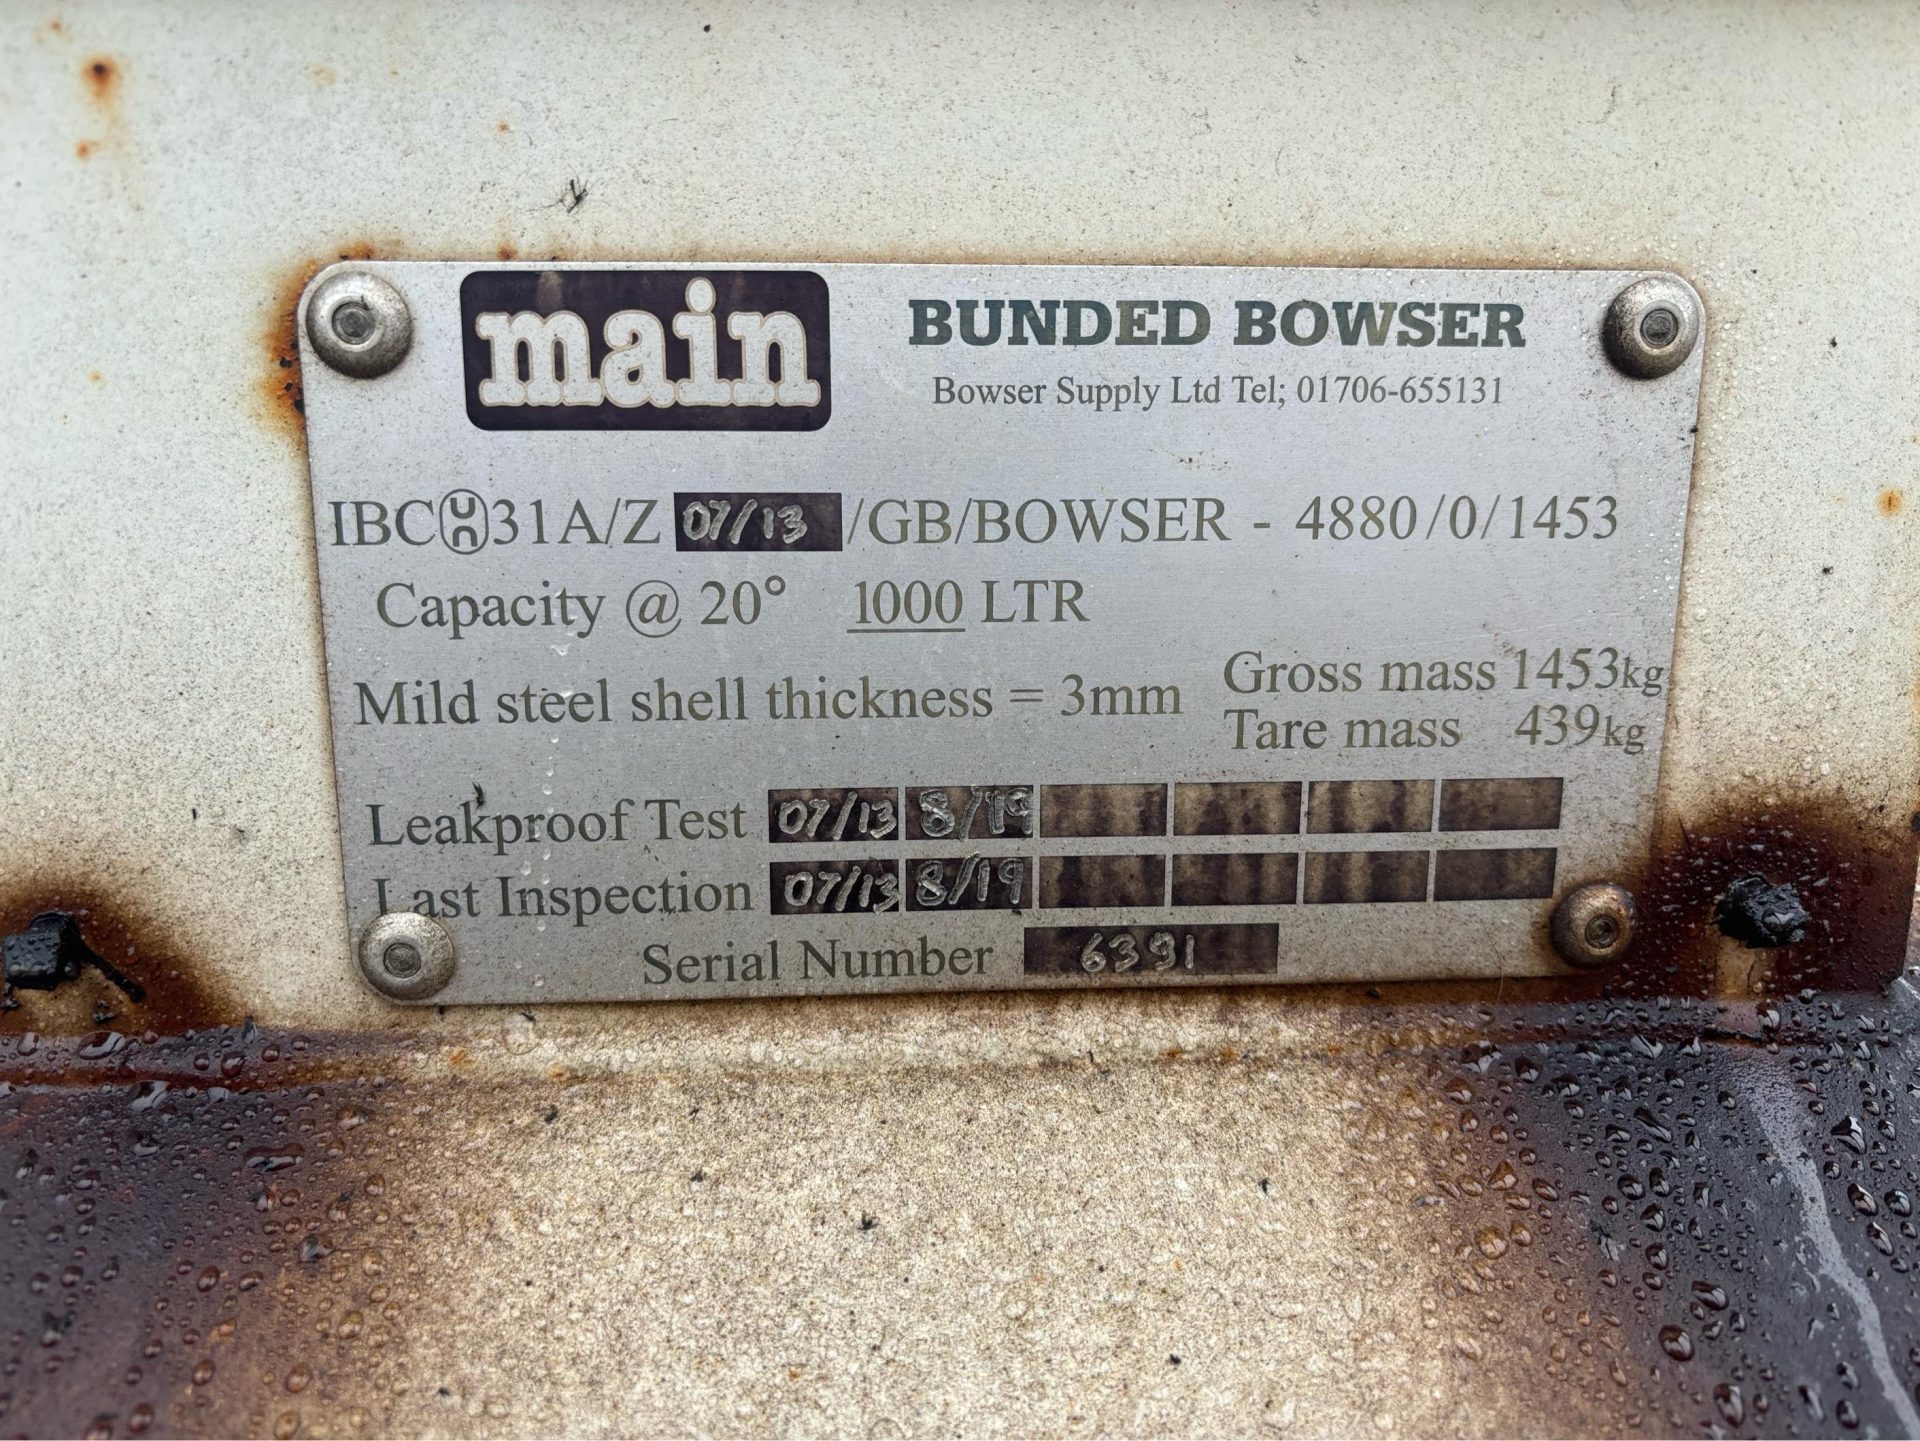 main
BUNDED BOWSER
Bowser Supply Ltd Tel; 01706-655131
IBC un 31A/Z 07/13 /GB/BOWSER - 4880/0/1453
Capacity @ 20° 1000 LTR
Mild steel shell thickness = 3mm
Gross mass 1453kg
Tare mass 439kg
Leakproof Test 07/13 8/19
Last Inspection 07/13 8/19
Serial Number 6391